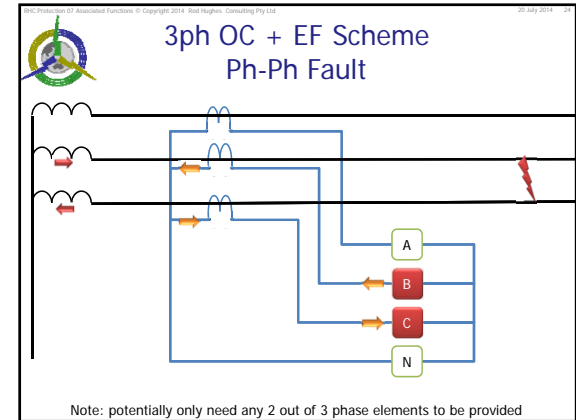 RHC Protection 07 Associated Functions © Copyright 2014 Rod Hughes Consulting Pty Ltd
20 July 2014 24
3ph OC + EF Scheme
Ph-Ph Fault
A
B
C
N
Note: potentially only need any 2 out of 3 phase elements to be provided